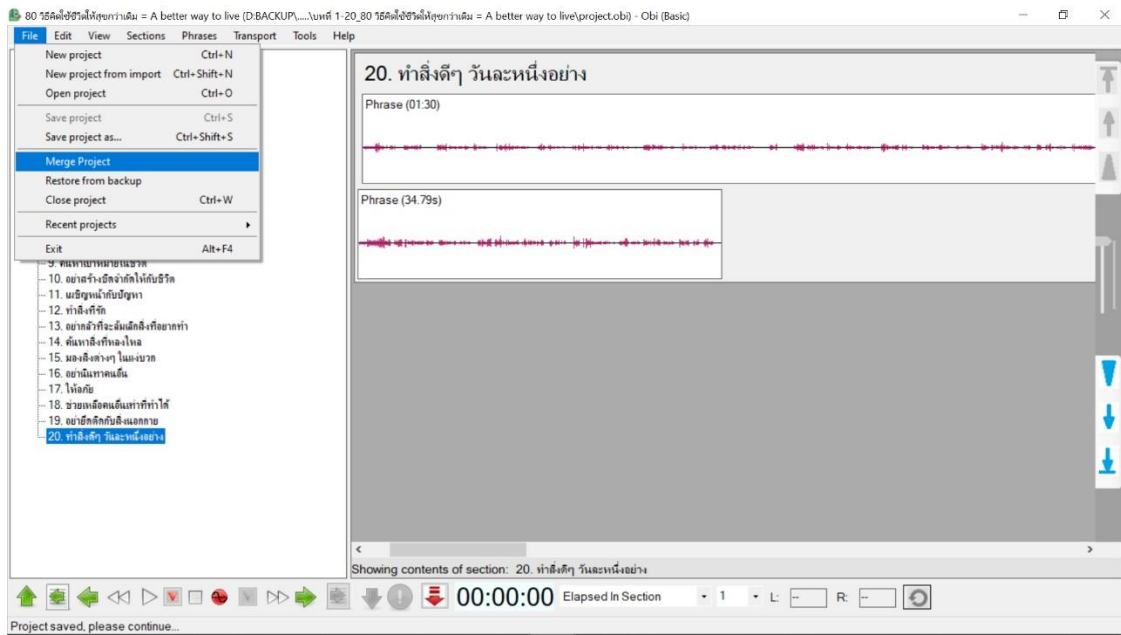 80 วิธีคิดใช้ชีวิตให้สุขกว่าเดิม = A better way to live (D:BACKUP\.....\บทที่ 1-20_80 วิธีคิดใช้ชีวิตให้สุขกว่าเดิม = A better way to live\project.obi) - Obi (Basic)
File Edit View Sections Phrases Transport Tools Help
New project Ctrl+N
New project from import Ctrl+Shift+N
Open project Ctrl+O
Save project Ctrl+S
Save project as... Ctrl+Shift+S
Merge Project
Restore from backup
Close project Ctrl+W
Recent projects
Exit Alt+F4
9. ค้นหาเป้าหมายในชีวิต
10. อย่าสร้างขีดจำกัดให้กับชีวิต
11. เผชิญหน้ากับปัญหา
12. ทำสิ่งที่รัก
13. อย่ากลัวที่จะล้มเลิกสิ่งที่อยากทำ
14. ค้นหาสิ่งที่หลงใหล
15. มองสิ่งต่างๆ ในแง่บวก
16. อย่านินทาคนอื่น
17. ให้อภัย
18. ช่วยเหลือคนอื่นเท่าที่ทำได้
19. อย่ายึดติดกับสิ่งนอกกาย
20. ทำสิ่งดีๆ วันละหนึ่งอย่าง
20. ทำสิ่งดีๆ วันละหนึ่งอย่าง
Phrase (01:30)
Phrase (34.79s)
Showing contents of section: 20. ทำสิ่งดีๆ วันละหนึ่งอย่าง
00:00:00 Elapsed In Section 1 L: -- R: --
Project saved, please continue...